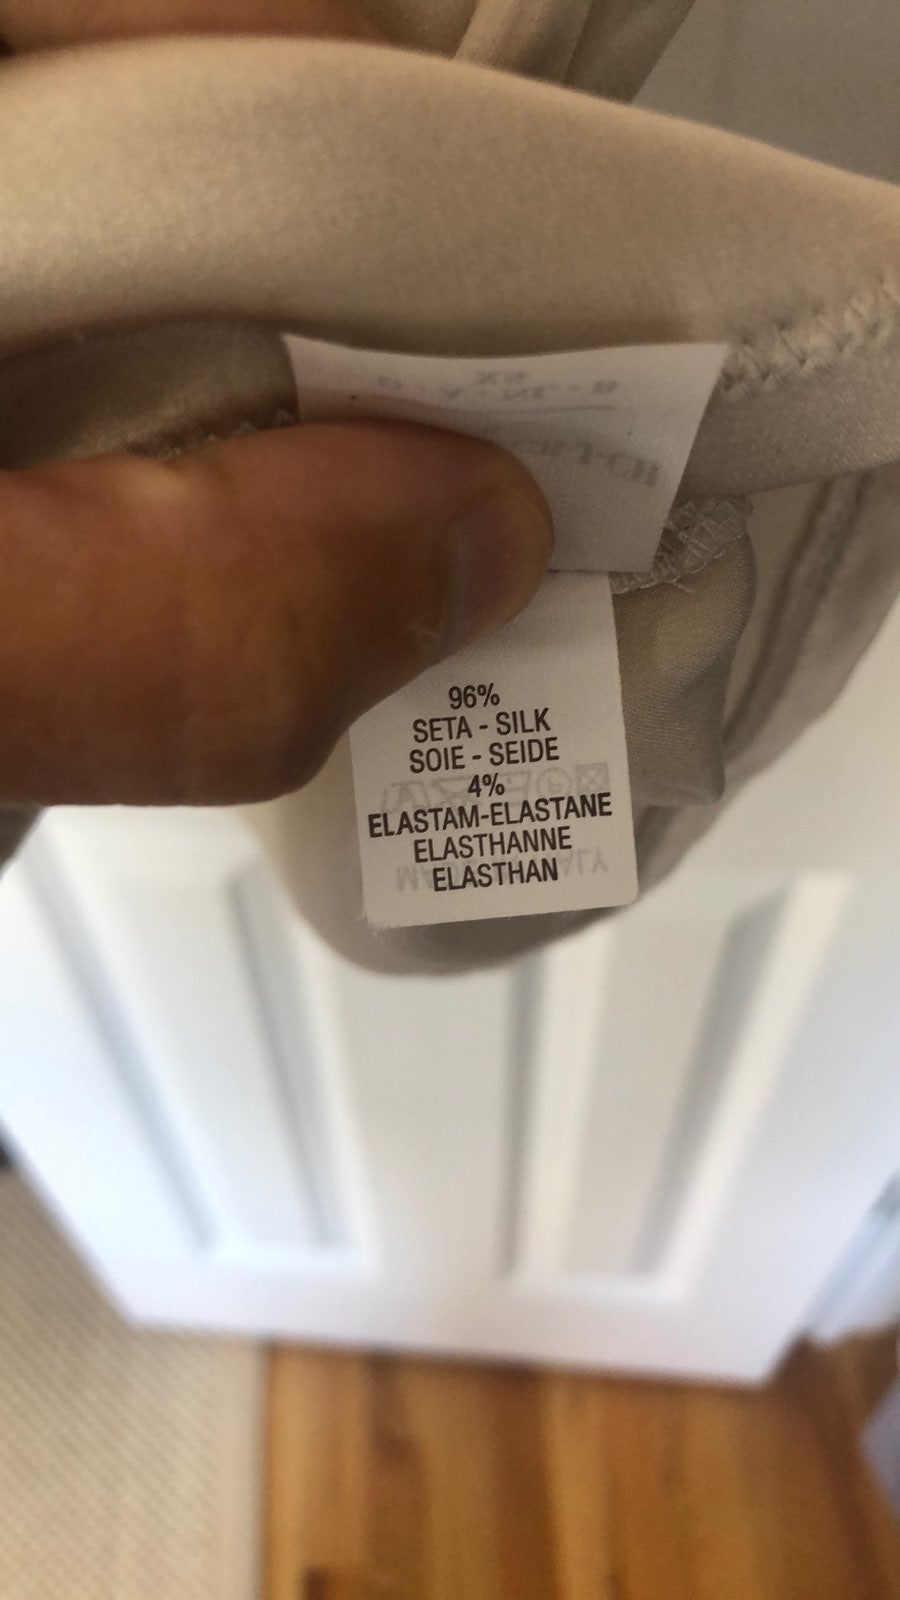 96%
SETA - SILK
SOIE - SEIDE
4%
ELASTAM-ELASTANE
ELASTHANNE
ELASTHAN